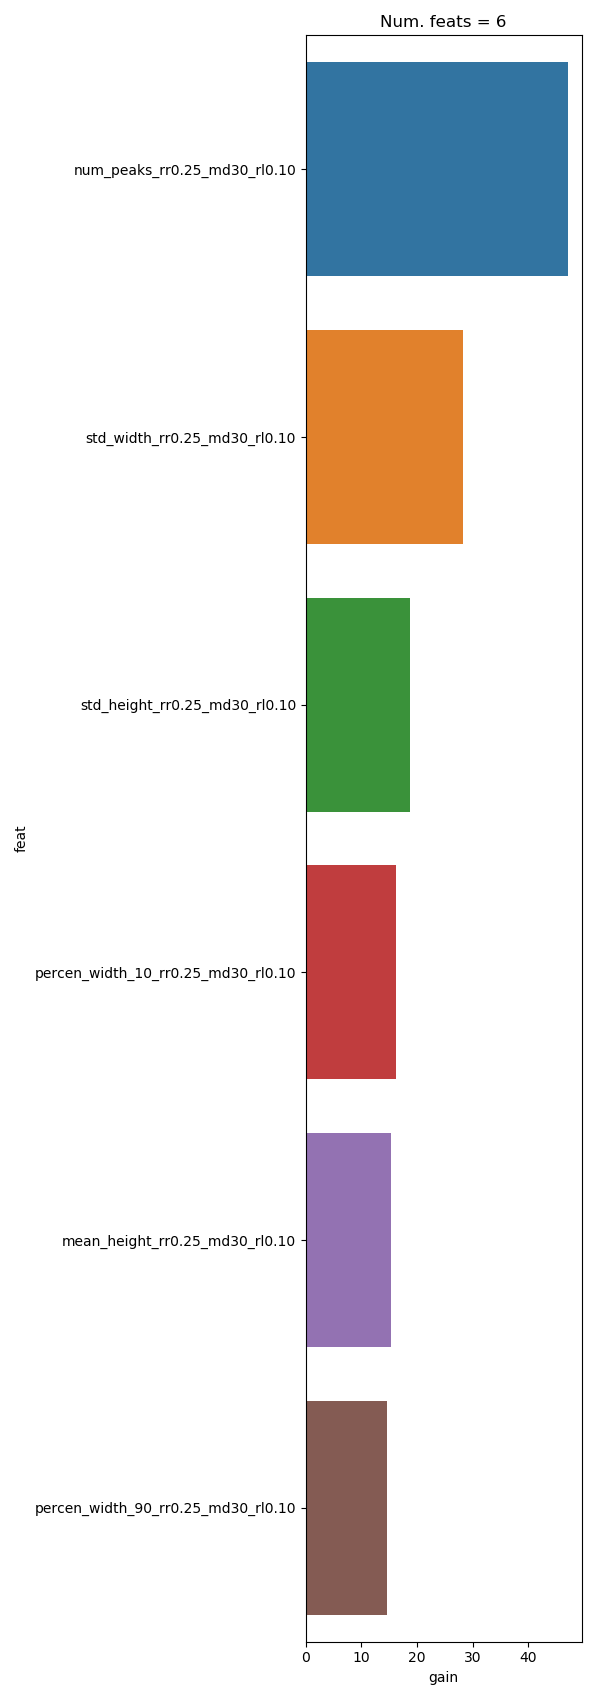 Num. feats = 6
num_peaks_rr0.25_md30_rl0.10
std_width_rr0.25_md30_rl0.10
std_height_rr0.25_md30_rl0.10
feat
percen_width_10_rr0.25_md30_rl0.10
mean_height_rr0.25_md30_rl0.10
percen_width_90_rr0.25_md30_rl0.10
0 10 20 30 40
gain